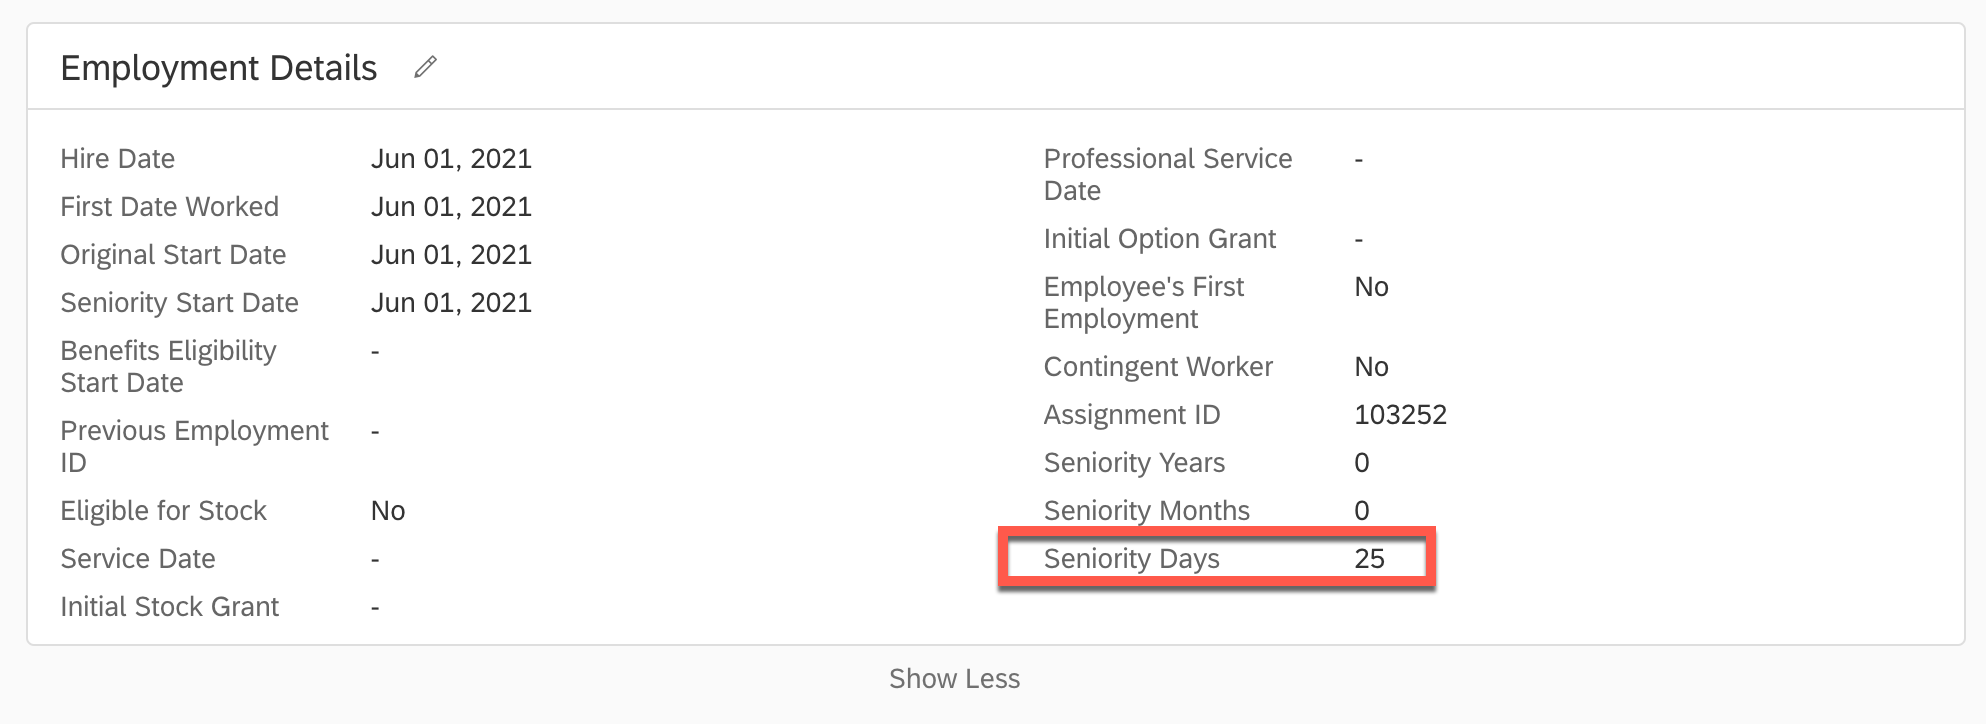 Employment Details
Hire Date Jun 01, 2021
First Date Worked Jun 01, 2021
Original Start Date Jun 01, 2021
Seniority Start Date Jun 01, 2021
Benefits Eligibility -
Start Date
Previous Employment -
ID
Eligible for Stock No
Service Date -
Initial Stock Grant -
Professional Service -
Date
Initial Option Grant -
Employee's First No
Employment
Contingent Worker No
Assignment ID 103252
Seniority Years 0
Seniority Months 0
Seniority Days 25
Show Less